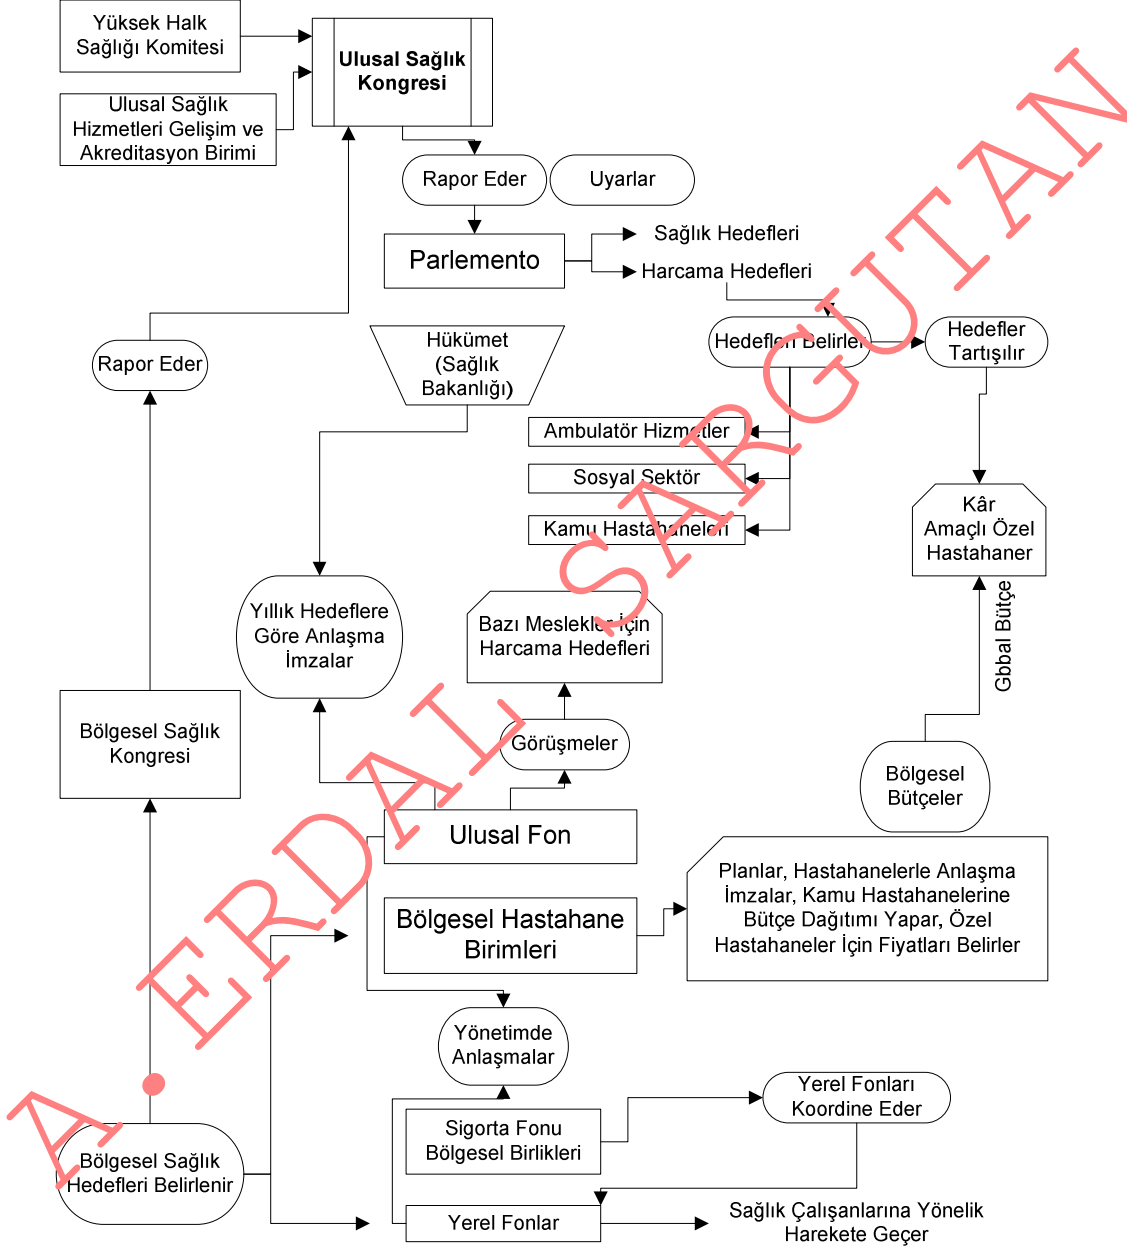 Yüksek Halk
Sağlığı Komitesi
Ulusal Sağlık
Kongresi
Ulusal Sağlık
Hizmetleri Gelişim ve
Akreditasyon Birimi
Rapor Eder
Uyarlar
Parlemento
Sağlık Hedefleri
Harcama Hedefleri
Hedefleri Belirler
Hedefler
Tartışılır
Rapor Eder
Hükümet
(Sağlık
Bakanlığı)
Ambulatör Hizmetler
Sosyal Sektör
Kamu Hastahaneleri
Kâr
Amaçlı Özel
Hastahaner
Yıllık Hedeflere
Göre Anlaşma
İmzalar
Bazı Meslekler İçin
Harcama Hedefleri
Gbbal Bütçe
Bölgesel Sağlık
Kongresi
Görüşmeler
Bölgesel
Bütçeler
Ulusal Fon
Bölgesel Hastahane
Birimleri
Planlar, Hastahanelerle Anlaşma
İmzalar, Kamu Hastahanelerine
Bütçe Dağıtımı Yapar, Özel
Hastahaneler İçin Fiyatları Belirler
Yönetimde
Anlaşmalar
Yerel Fonları
Koordine Eder
Sigorta Fonu
Bölgesel Birlikleri
Bölgesel Sağlık
Hedefleri Belirlenir
Yerel Fonlar
Sağlık Çalışanlarına Yönelik
Harekete Geçer
A. ERDAL SARGUTAN